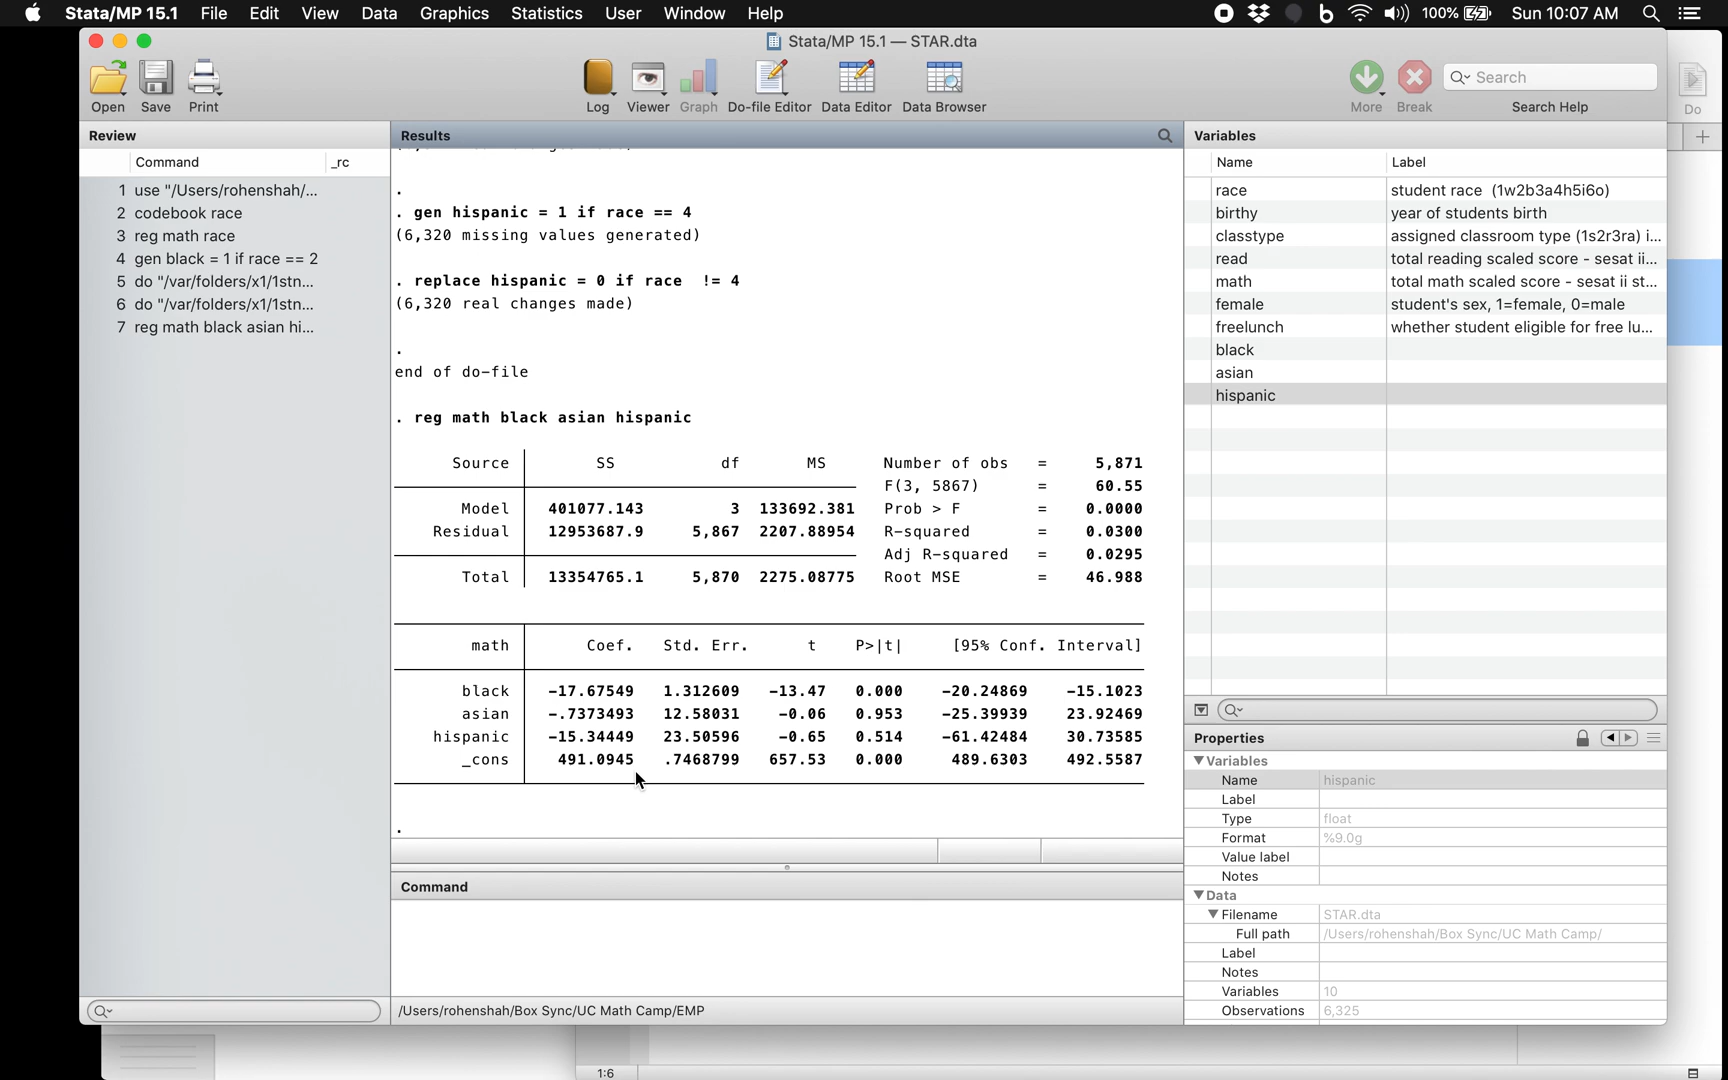 Stata/MP 15.1 File Edit View Data Graphics Statistics User Window Help 100% Sun 10:07 AM
Stata/MP 15.1 — STAR.dta
Open Save Print Log Viewer Graph Do-file Editor Data Editor Data Browser More Break Search Search Help Do
Review
Command _rc
1 use "/Users/rohenshah/...
2 codebook race
3 reg math race
4 gen black = 1 if race == 2
5 do "/var/folders/x1/1stn...
6 do "/var/folders/x1/1stn...
7 reg math black asian hi...
Results
.
. gen hispanic = 1 if race == 4
(6,320 missing values generated)
. replace hispanic = 0 if race  != 4
(6,320 real changes made)
.
end of do-file
. reg math black asian hispanic
Source SS df MS Number of obs = 5,871
F(3, 5867) = 60.55
Model 401077.143 3 133692.381 Prob > F = 0.0000
Residual 12953687.9 5,867 2207.88954 R-squared = 0.0300
Adj R-squared = 0.0295
Total 13354765.1 5,870 2275.08775 Root MSE = 46.988
math Coef. Std. Err. t P>|t| [95% Conf. Interval]
black -17.67549 1.312609 -13.47 0.000 -20.24869 -15.1023
asian -.7373493 12.58031 -0.06 0.953 -25.39939 23.92469
hispanic -15.34449 23.50596 -0.65 0.514 -61.42484 30.73585
_cons 491.0945 .7468799 657.53 0.000 489.6303 492.5587
.
Command
/Users/rohenshah/Box Sync/UC Math Camp/EMP
Variables
Name Label
race student race (1w2b3a4h5i6o)
birthy year of students birth
classtype assigned classroom type (1s2r3ra) i...
read total reading scaled score - sesat ii...
math total math scaled score - sesat ii st...
female student's sex, 1=female, 0=male
freelunch whether student eligible for free lu...
black
asian
hispanic
Properties
Variables
Name hispanic
Label
Type float
Format %9.0g
Value label
Notes
Data
Filename STAR.dta
Full path /Users/rohenshah/Box Sync/UC Math Camp/
Label
Notes
Variables 10
Observations 6,325
1:6